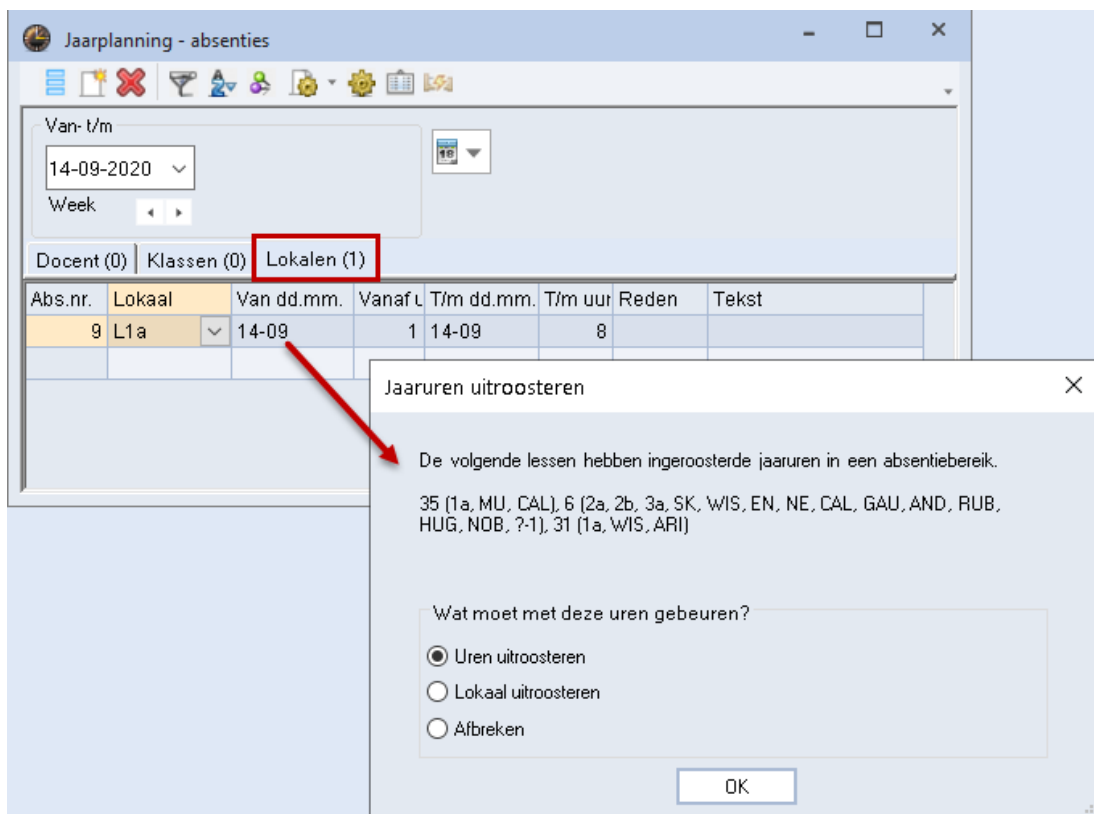 Jaarplanning - absenties
Van- t/m
14-09-2020
18
Week
Docent (0) Klassen (0) Lokalen (1)
Abs.nr. Lokaal Van dd.mm. Vanaf u T/m dd.mm. T/m uur Reden Tekst
9 L1a 14-09 1 14-09 8
Jaaruren uitroosteren
De volgende lessen hebben ingeroosterde jaaruren in een absentiebereik.
35 (1a, MU, CAL), 6 (2a, 2b, 3a, SK, WIS, EN, NE, CAL, GAU, AND, RUB,
HUG, NOB, ?-1), 31 (1a, WIS, ARI)
Wat moet met deze uren gebeuren?
Uren uitroosteren
Lokaal uitroosteren
Afbreken
OK